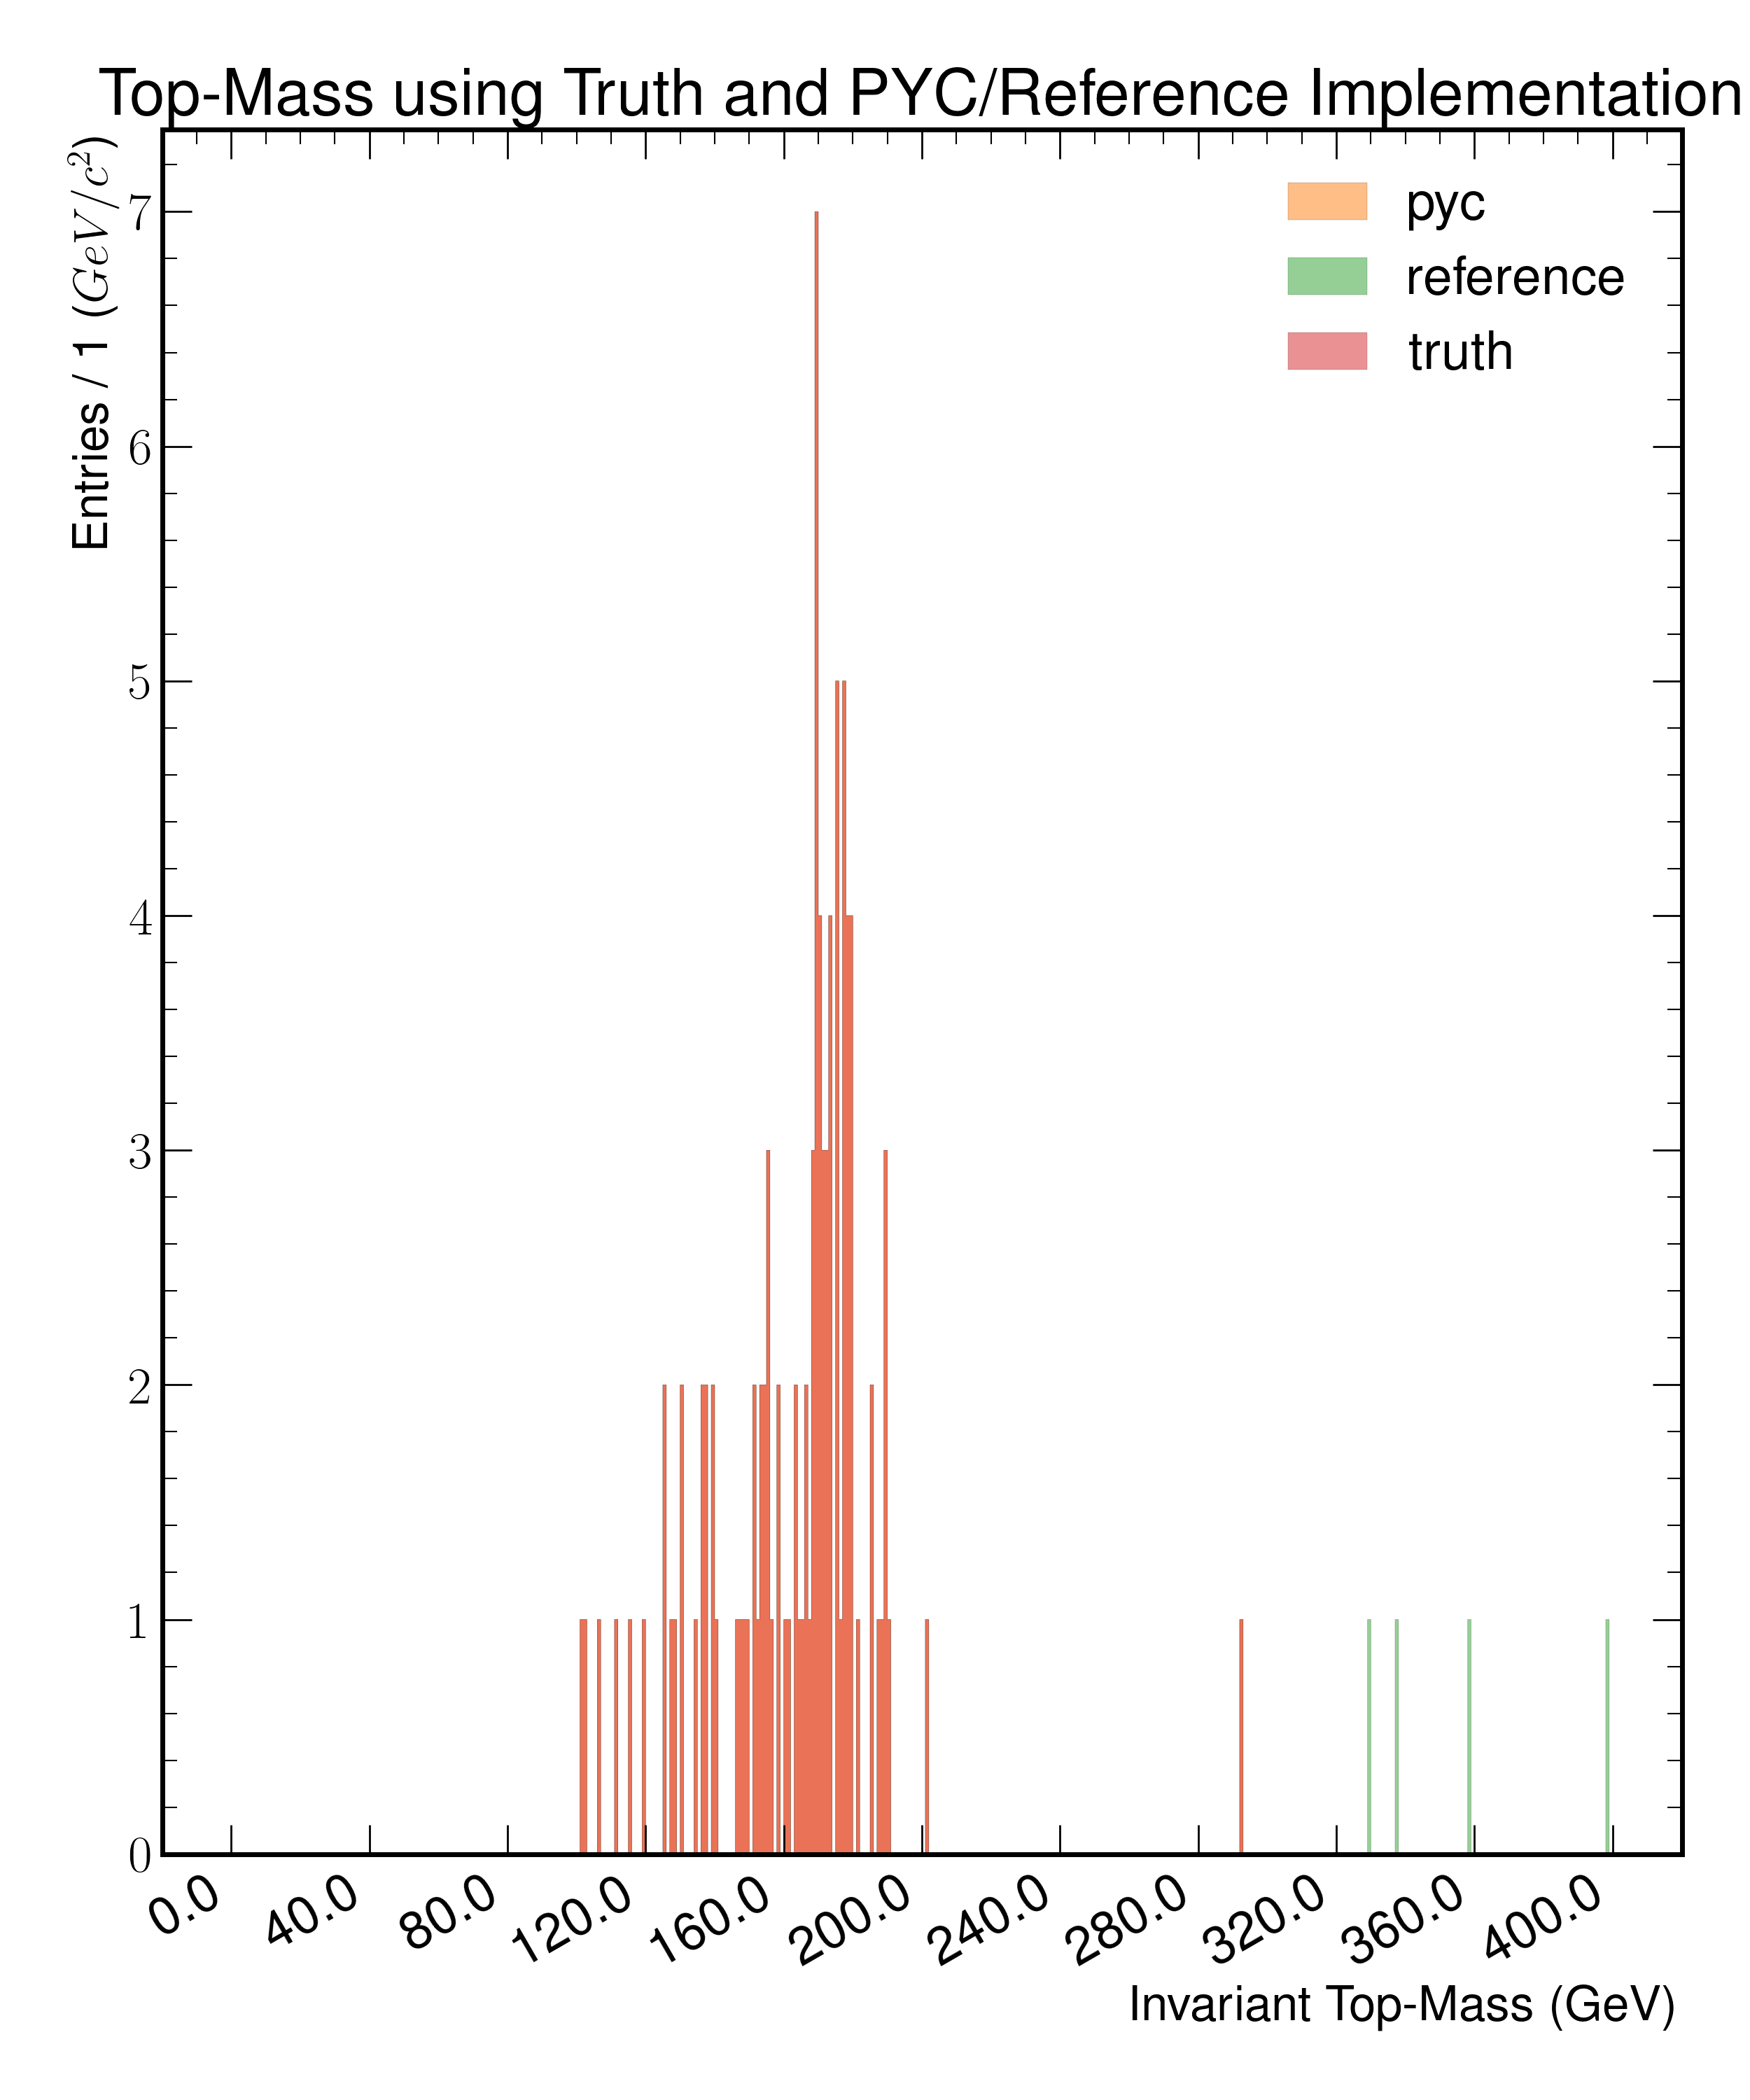 Top-Mass using Truth and PYC/Reference Implementation
Entries / 1 (GeV/c²)
pyc
reference
truth
7
6
5
4
3
2
1
0
0.0 40.0 80.0 120.0 160.0 200.0 240.0 280.0 320.0 360.0 400.0
Invariant Top-Mass (GeV)